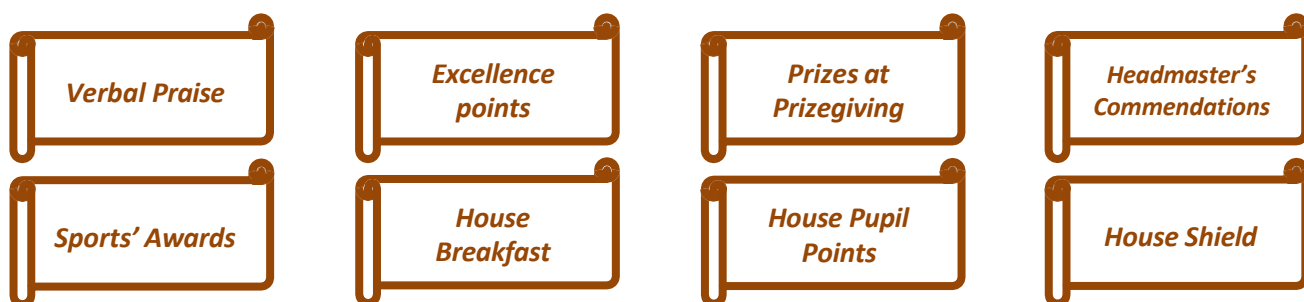 Verbal Praise
Excellence
points
Prizes at
Prizegiving
Headmaster’s
Commendations
Sports’ Awards
House
Breakfast
House Pupil
Points
House Shield